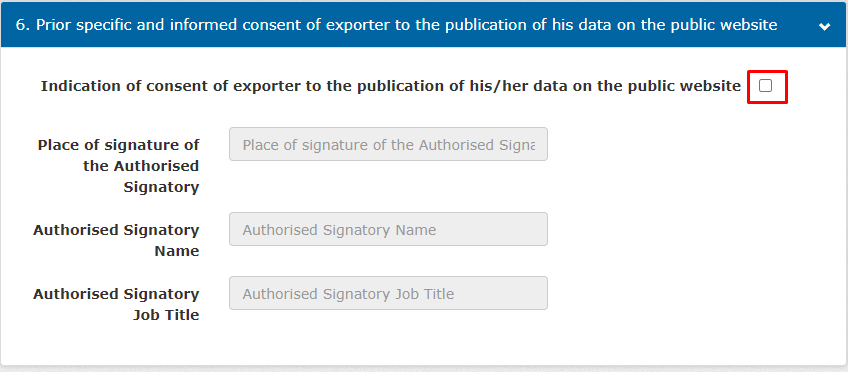 6. Prior specific and informed consent of exporter to the publication of his data on the public website
Indication of consent of exporter to the publication of his/her data on the public website
Place of signature of
the Authorised
Signatory
Place of signature of the Authorised Signa
Authorised Signatory
Name
Authorised Signatory Name
Authorised Signatory
Job Title
Authorised Signatory Job Title